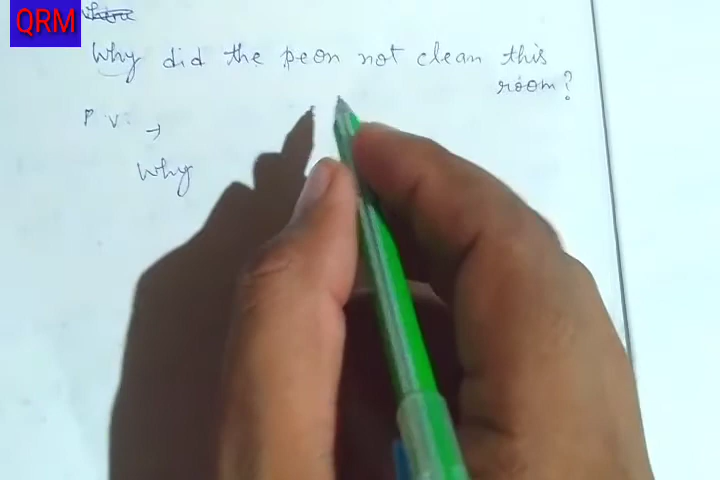 QRM
Why did the peon not clean this
room?
P. V. →
Why